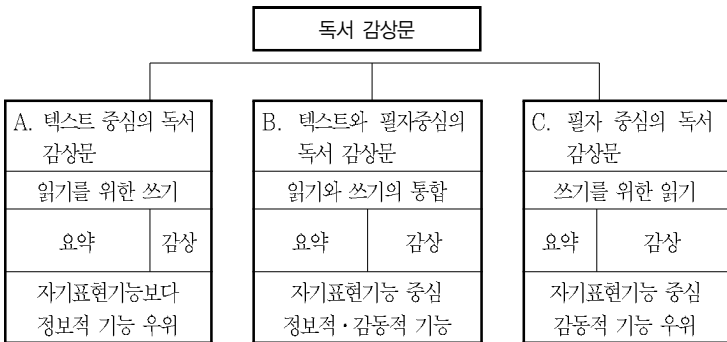 독서 감상문
A. 텍스트 중심의 독서
감상문
읽기를 위한 쓰기
요약 감상
자기표현기능보다
정보적 기능 우위
B. 텍스트와 필자중심의
독서 감상문
읽기와 쓰기의 통합
요약 감상
자기표현기능 중심
정보적·감동적 기능
C. 필자 중심의 독서
감상문
쓰기를 위한 읽기
요약 감상
자기표현기능 중심
감동적 기능 우위